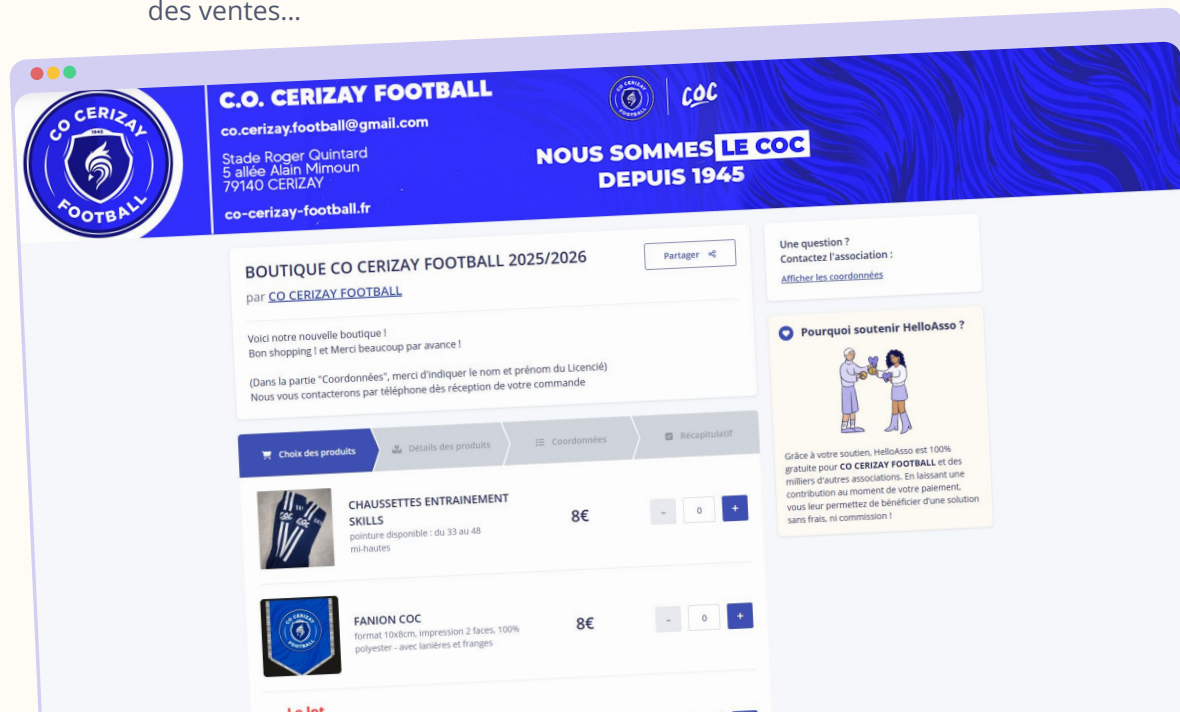 des ventes...
CO CERIZAY
1945
FOOTBALL
C.O. CERIZAY FOOTBALL
co.cerizay.football@gmail.com
Stade Roger Quintard
5 allée Alain Mimoun
79140 CERIZAY
co-cerizay-football.fr
CO CERIZAY
FOOTBALL
COC
NOUS SOMMES LE COC
DEPUIS 1945
BOUTIQUE CO CERIZAY FOOTBALL 2025/2026
Partager
par CO CERIZAY FOOTBALL
Voici notre nouvelle boutique !
Bon shopping ! et Merci beaucoup par avance !
(Dans la partie "Coordonnées", merci d'indiquer le nom et prénom du Licencié)
Nous vous contacterons par téléphone dès réception de votre commande
Une question ?
Contactez l'association :
Afficher les coordonnées
Pourquoi soutenir HelloAsso ?
Grâce à votre soutien, HelloAsso est 100%
gratuite pour CO CERIZAY FOOTBALL et des
milliers d'autres associations. En laissant une
contribution au moment de votre paiement,
vous leur permettez de bénéficier d'une solution
sans frais, ni commission !
Choix des produits
Détails des produits
Coordonnées
Récapitulatif
COC
COC
CHAUSSETTES ENTRAINEMENT
SKILLS
pointure disponible : du 33 au 48
mi-hautes
8€
- 0 +
CO CERIZAY
FOOTBALL
FANION COC
format 10x8cm, impression 2 faces, 100%
polyester - avec lanières et franges
8€
- 0 +
Le lot